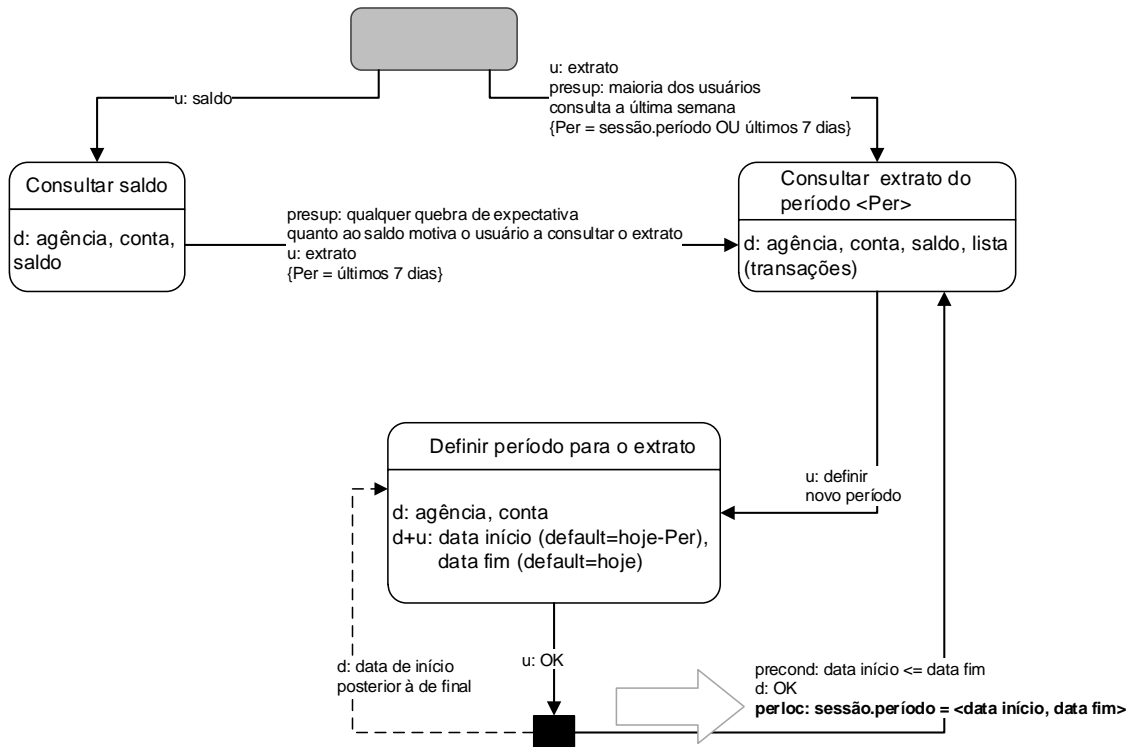 u: saldo
u: extrato
presup: maioria dos usuários
consulta a última semana
{Per = sessão.período OU últimos 7 dias}
Consultar saldo
d: agência, conta,
saldo
presup: qualquer quebra de expectativa
quanto ao saldo motiva o usuário a consultar o extrato
u: extrato
{Per = últimos 7 dias}
Consultar extrato do
período <Per>
d: agência, conta, saldo, lista
(transações)
Definir período para o extrato
d: agência, conta
d+u: data início (default=hoje-Per),
data fim (default=hoje)
u: definir
novo período
d: data de início
posterior à de final
u: OK
precond: data início <= data fim
d: OK
perloc: sessão.período = <data início, data fim>